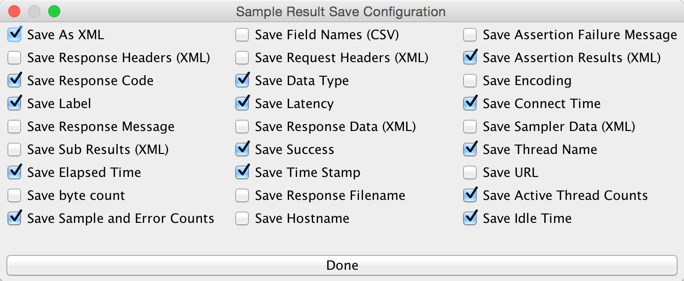 Sample Result Save Configuration
Save As XML Save Field Names (CSV) Save Assertion Failure Message
Save Response Headers (XML) Save Request Headers (XML) Save Assertion Results (XML)
Save Response Code Save Data Type Save Encoding
Save Label Save Latency Save Connect Time
Save Response Message Save Response Data (XML) Save Sampler Data (XML)
Save Sub Results (XML) Save Success Save Thread Name
Save Elapsed Time Save Time Stamp Save URL
Save byte count Save Response Filename Save Active Thread Counts
Save Sample and Error Counts Save Hostname Save Idle Time
Done